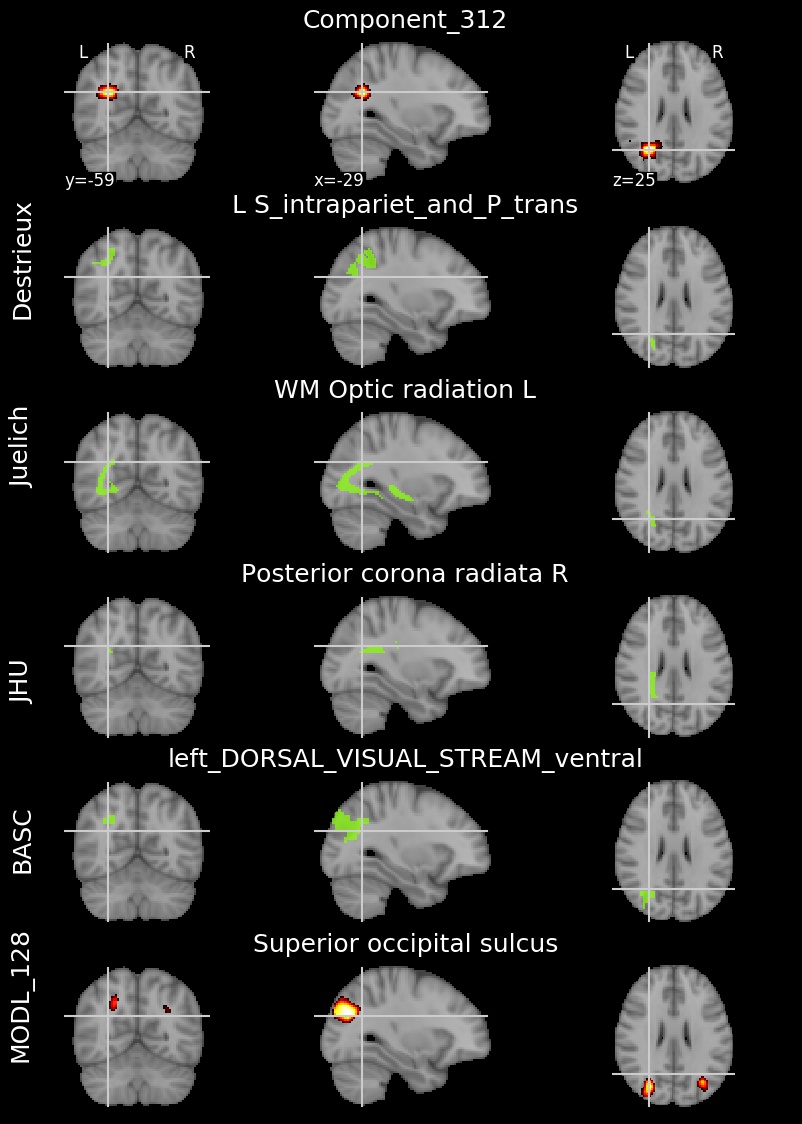 Component_312
L R
L R
y=-59
x=-29
z=25
L S_intrapariet_and_P_trans
Destrieux
WM Optic radiation L
Juelich
Posterior corona radiata R
JHU
left_DORSAL_VISUAL_STREAM_ventral
BASC
Superior occipital sulcus
MODL_128